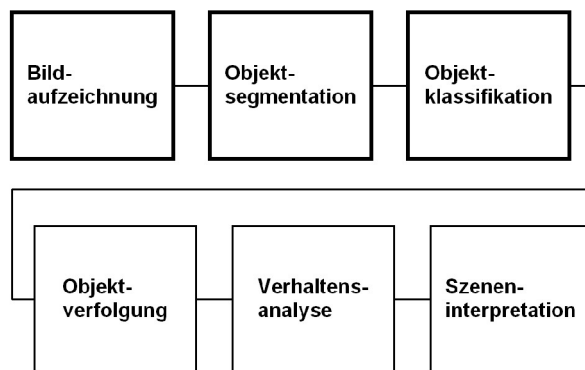 Bild-
aufzeichnung
Objekt-
segmentation
Objekt-
klassifikation
Objekt-
verfolgung
Verhaltens-
analyse
Szenen-
interpretation